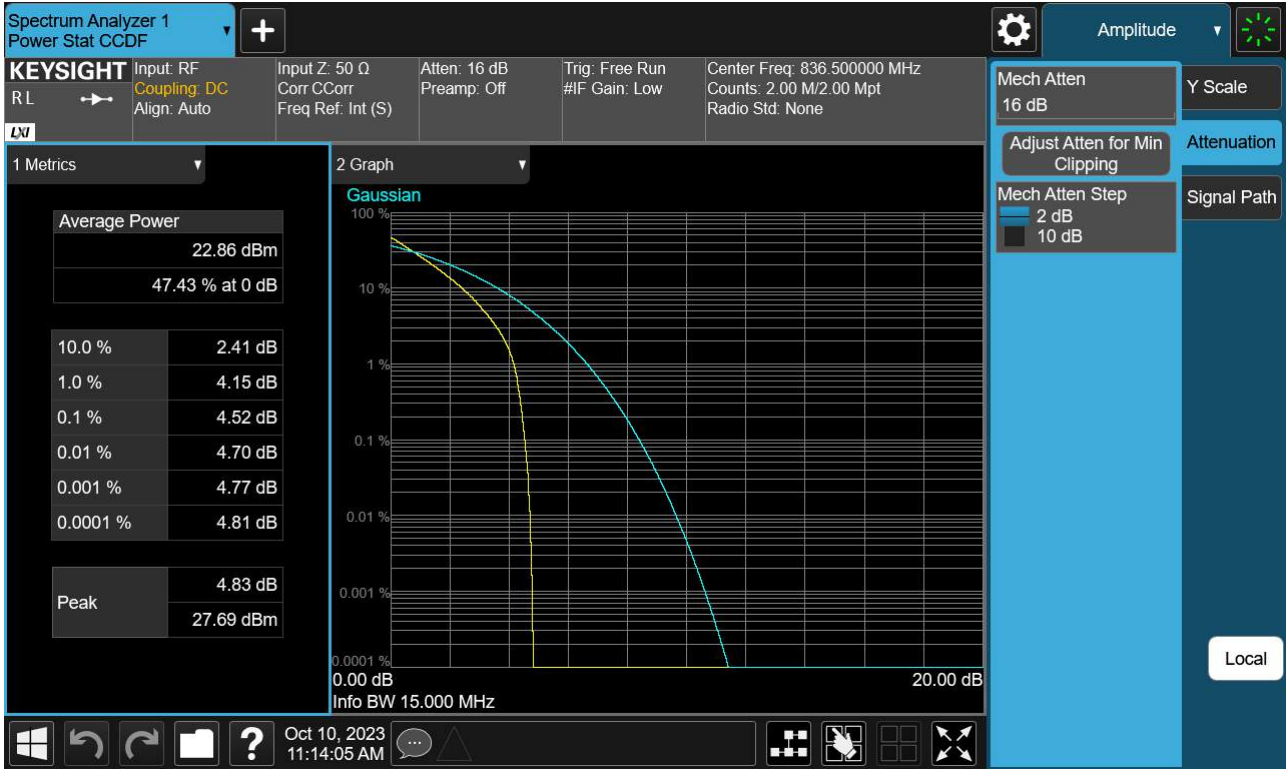 Spectrum Analyzer 1
Power Stat CCDF
+
Amplitude
KEYSIGHT
RL
LXI
Input: RF
Coupling: DC
Align: Auto
Input Z: 50 Ω
Corr CCorr
Freq Ref: Int (S)
Atten: 16 dB
Preamp: Off
Trig: Free Run
#IF Gain: Low
Center Freq: 836.500000 MHz
Counts: 2.00 M/2.00 Mpt
Radio Std: None
Mech Atten
16 dB
Adjust Atten for Min
Clipping
Mech Atten Step
2 dB
10 dB
Y Scale
Attenuation
Signal Path
Local
1 Metrics
Average Power
22.86 dBm
47.43 % at 0 dB
10.0 % 2.41 dB
1.0 % 4.15 dB
0.1 % 4.52 dB
0.01 % 4.70 dB
0.001 % 4.77 dB
0.0001 % 4.81 dB
Peak
4.83 dB
27.69 dBm
2 Graph
Gaussian
100 %
10 %
1 %
0.1 %
0.01 %
0.001 %
0.0001 %
0.00 dB 20.00 dB
Info BW 15.000 MHz
?
Oct 10, 2023
11:14:05 AM